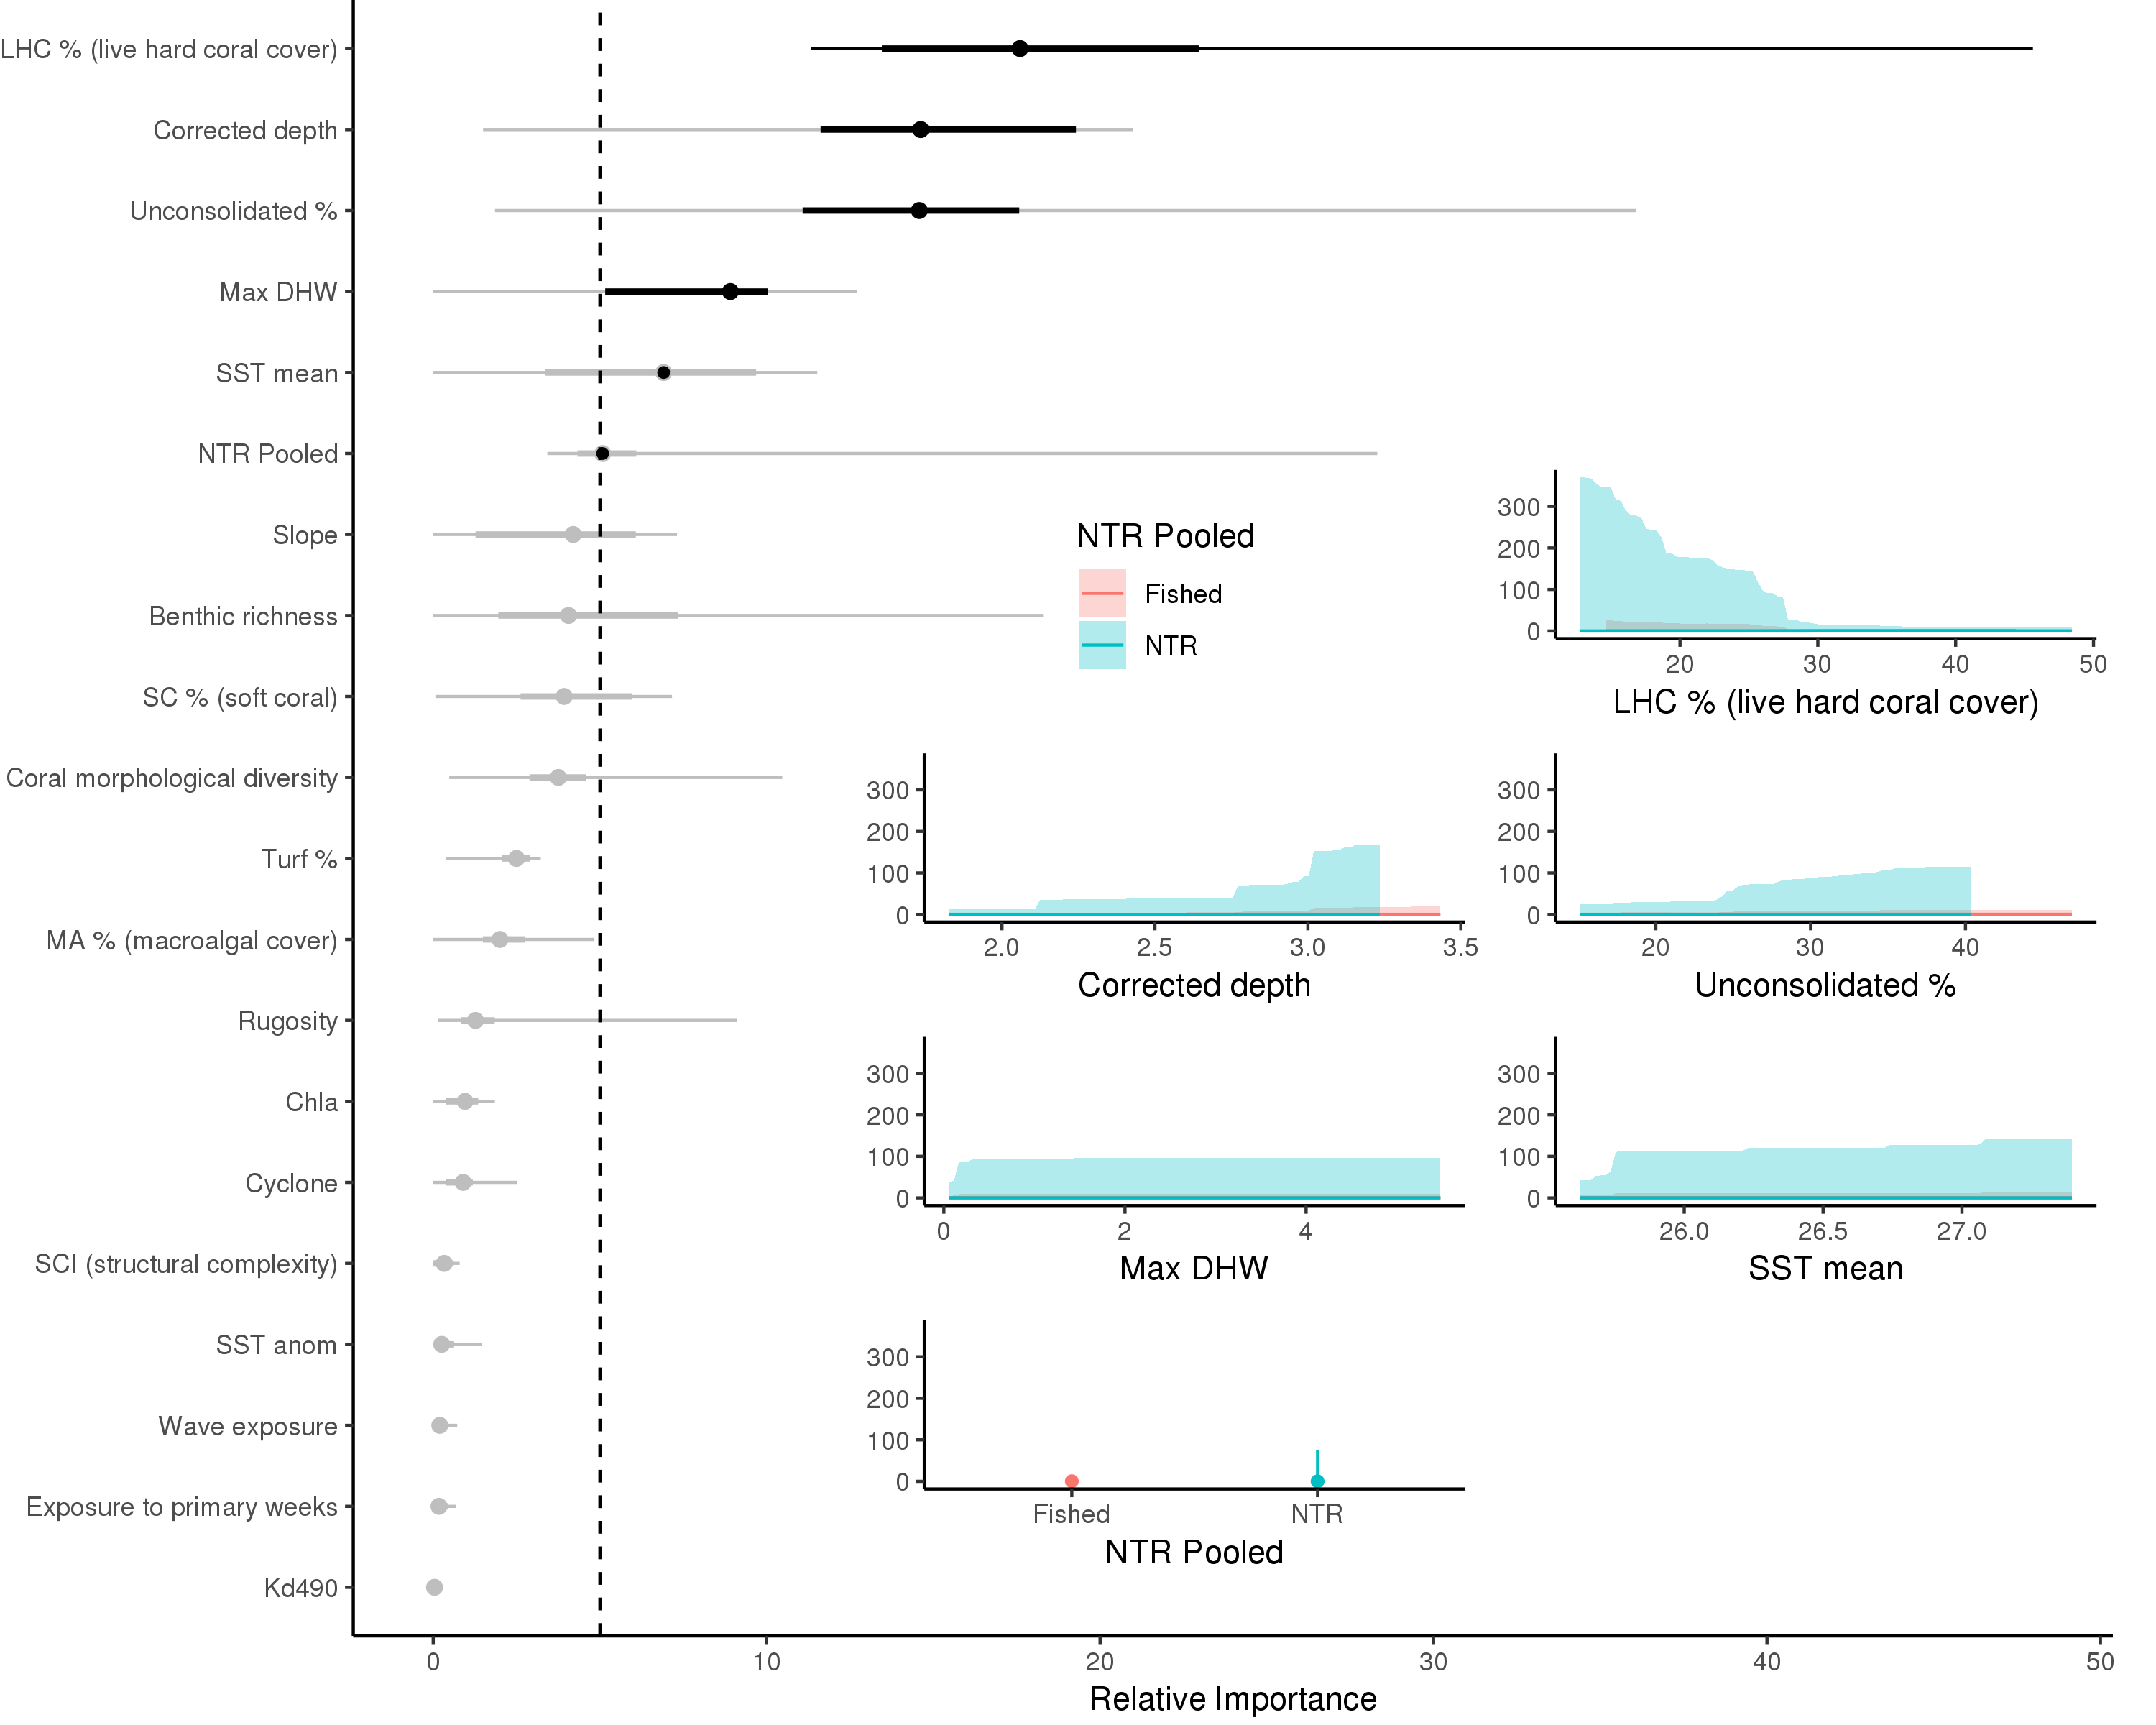 LHC % (live hard coral cover)
Corrected depth
Unconsolidated %
Max DHW
SST mean
NTR Pooled
Slope
Benthic richness
SC % (soft coral)
Coral morphological diversity
Turf %
MA % (macroalgal cover)
Rugosity
Chla
Cyclone
SCI (structural complexity)
SST anom
Wave exposure
Exposure to primary weeks
Kd490
0 10 20 30 40 50
Relative Importance
NTR Pooled
Fished
NTR
300
200
100
0
20 30 40 50
LHC % (live hard coral cover)
300
200
100
0
2.0 2.5 3.0 3.5
Corrected depth
300
200
100
0
20 30 40
Unconsolidated %
300
200
100
0
0 2 4
Max DHW
300
200
100
0
26.0 26.5 27.0
SST mean
300
200
100
0
Fished NTR
NTR Pooled